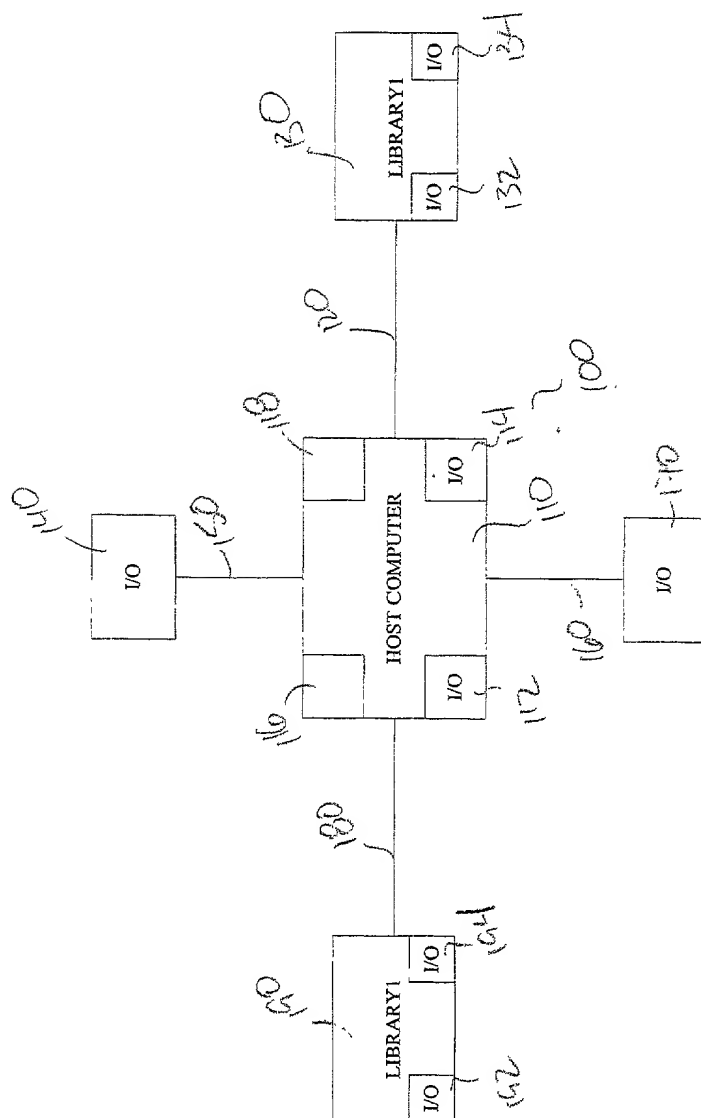 140
I/O
150
190
116
118
130
180
120
LIBRARY1
HOST COMPUTER
LIBRARY1
I/O
I/O
I/O
I/O
I/O
I/O
192
194
112
114
132
134
110
100
160
I/O
170